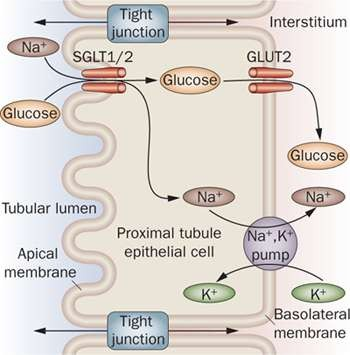 Tight
junction
Interstitium
Na⁺
SGLT1/2
GLUT2
Glucose
Glucose
Glucose
Na⁺
Na⁺
Tubular lumen
Proximal tubule
epithelial cell
Na⁺,K⁺
pump
Apical
membrane
K⁺
K⁺
Tight
junction
Basolateral
membrane